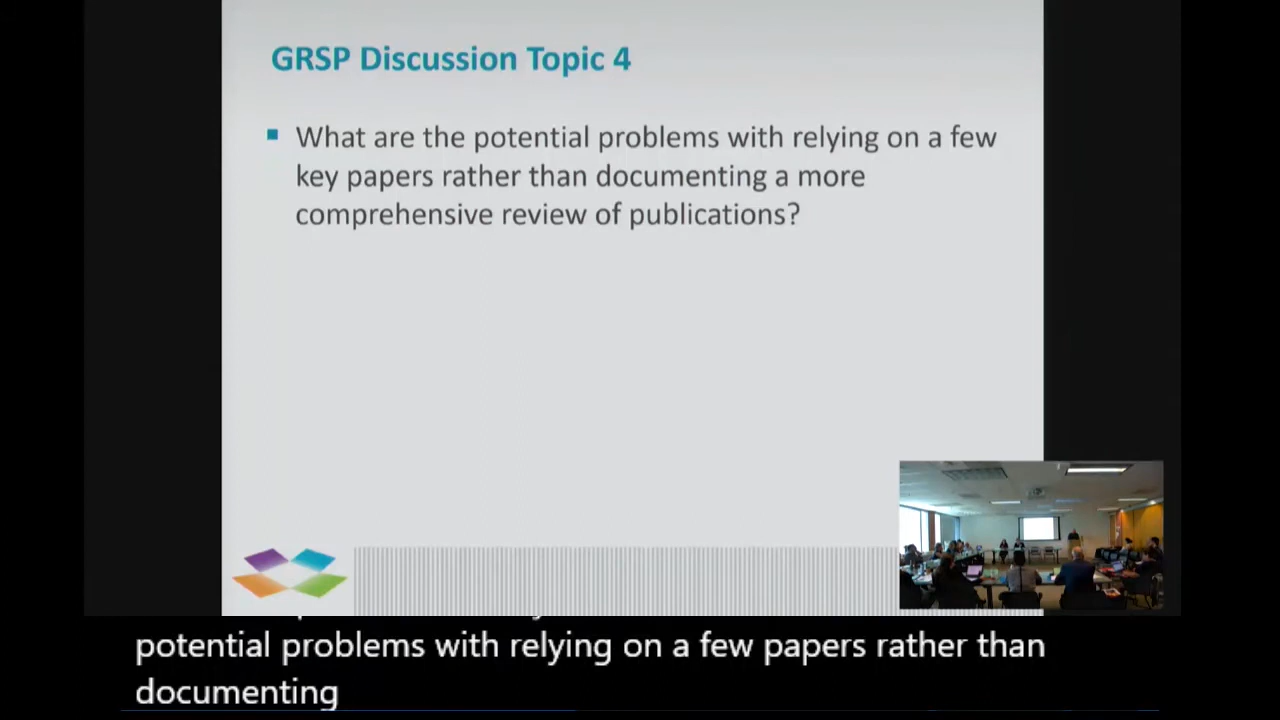 GRSP Discussion Topic 4
What are the potential problems with relying on a few
key papers rather than documenting a more
comprehensive review of publications?
potential problems with relying on a few papers rather than
documenting